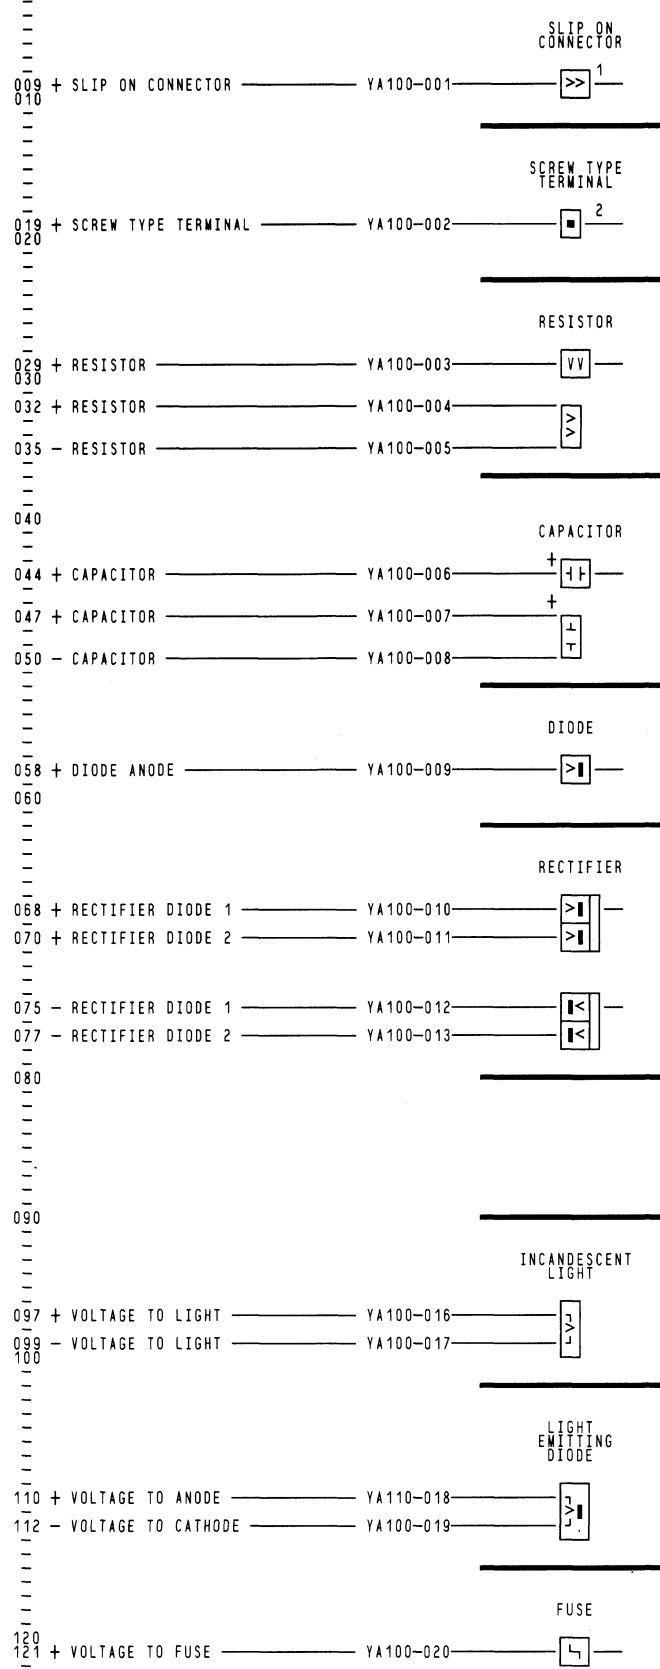 SLIP ON
CONNECTOR
009 + SLIP ON CONNECTOR YA100-001 >> 1
010
SCREW TYPE
TERMINAL
019 + SCREW TYPE TERMINAL YA100-002 2
020
RESISTOR
029 + RESISTOR YA100-003 VV
030
032 + RESISTOR YA100-004 >
>
035 - RESISTOR YA100-005
040
CAPACITOR
+
044 + CAPACITOR YA100-006
+
047 + CAPACITOR YA100-007
050 - CAPACITOR YA100-008
DIODE
058 + DIODE ANODE YA100-009 >
060
RECTIFIER
068 + RECTIFIER DIODE 1 YA100-010 >
070 + RECTIFIER DIODE 2 YA100-011 >
075 - RECTIFIER DIODE 1 YA100-012 <
077 - RECTIFIER DIODE 2 YA100-013 <
080
090
INCANDESCENT
LIGHT
097 + VOLTAGE TO LIGHT YA100-016
>
099 - VOLTAGE TO LIGHT YA100-017
100
LIGHT
EMITTING
DIODE
110 + VOLTAGE TO ANODE YA110-018
>
112 - VOLTAGE TO CATHODE YA100-019
FUSE
120
121 + VOLTAGE TO FUSE YA100-020